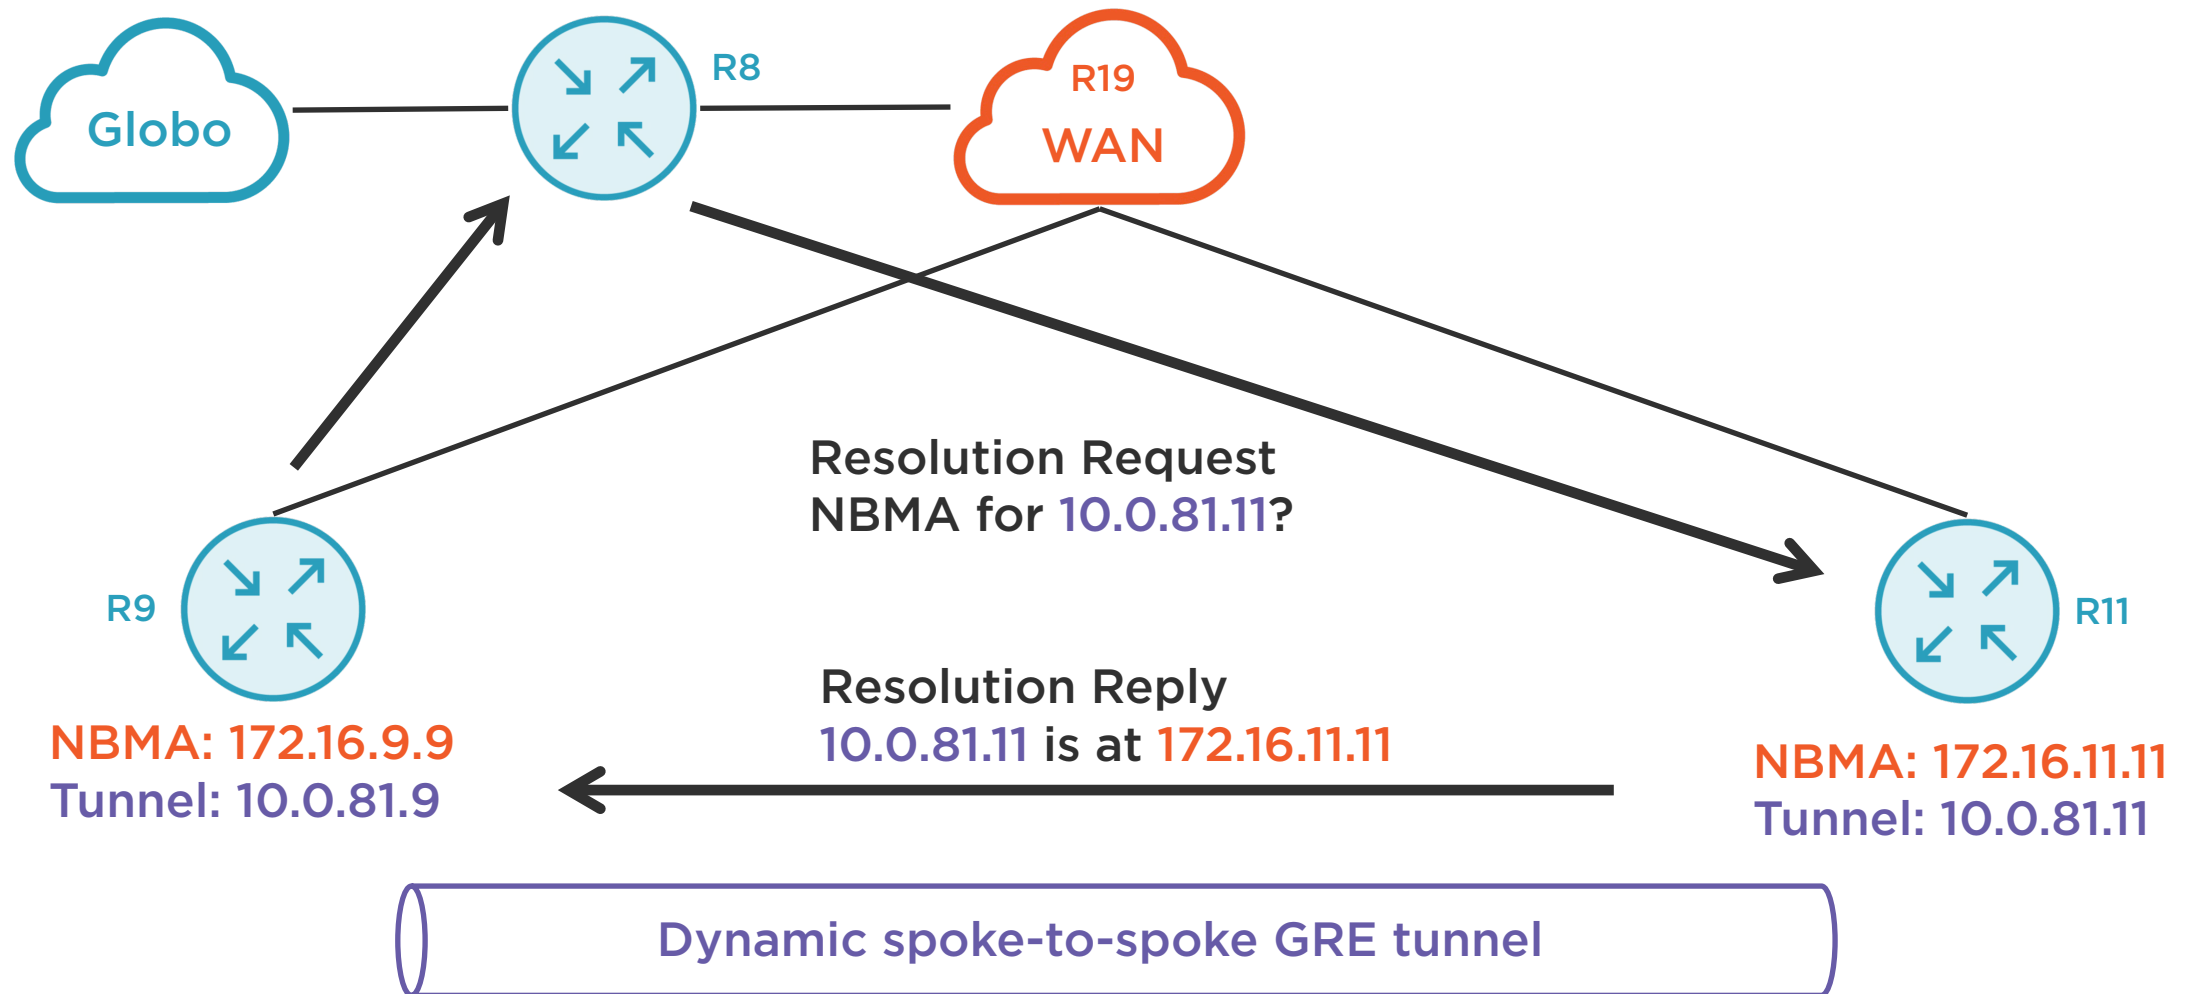 Globo
R8
R19
WAN
Resolution Request
NBMA for 10.0.81.11?
R9
R11
Resolution Reply
10.0.81.11 is at 172.16.11.11
NBMA: 172.16.9.9
Tunnel: 10.0.81.9
NBMA: 172.16.11.11
Tunnel: 10.0.81.11
Dynamic spoke-to-spoke GRE tunnel